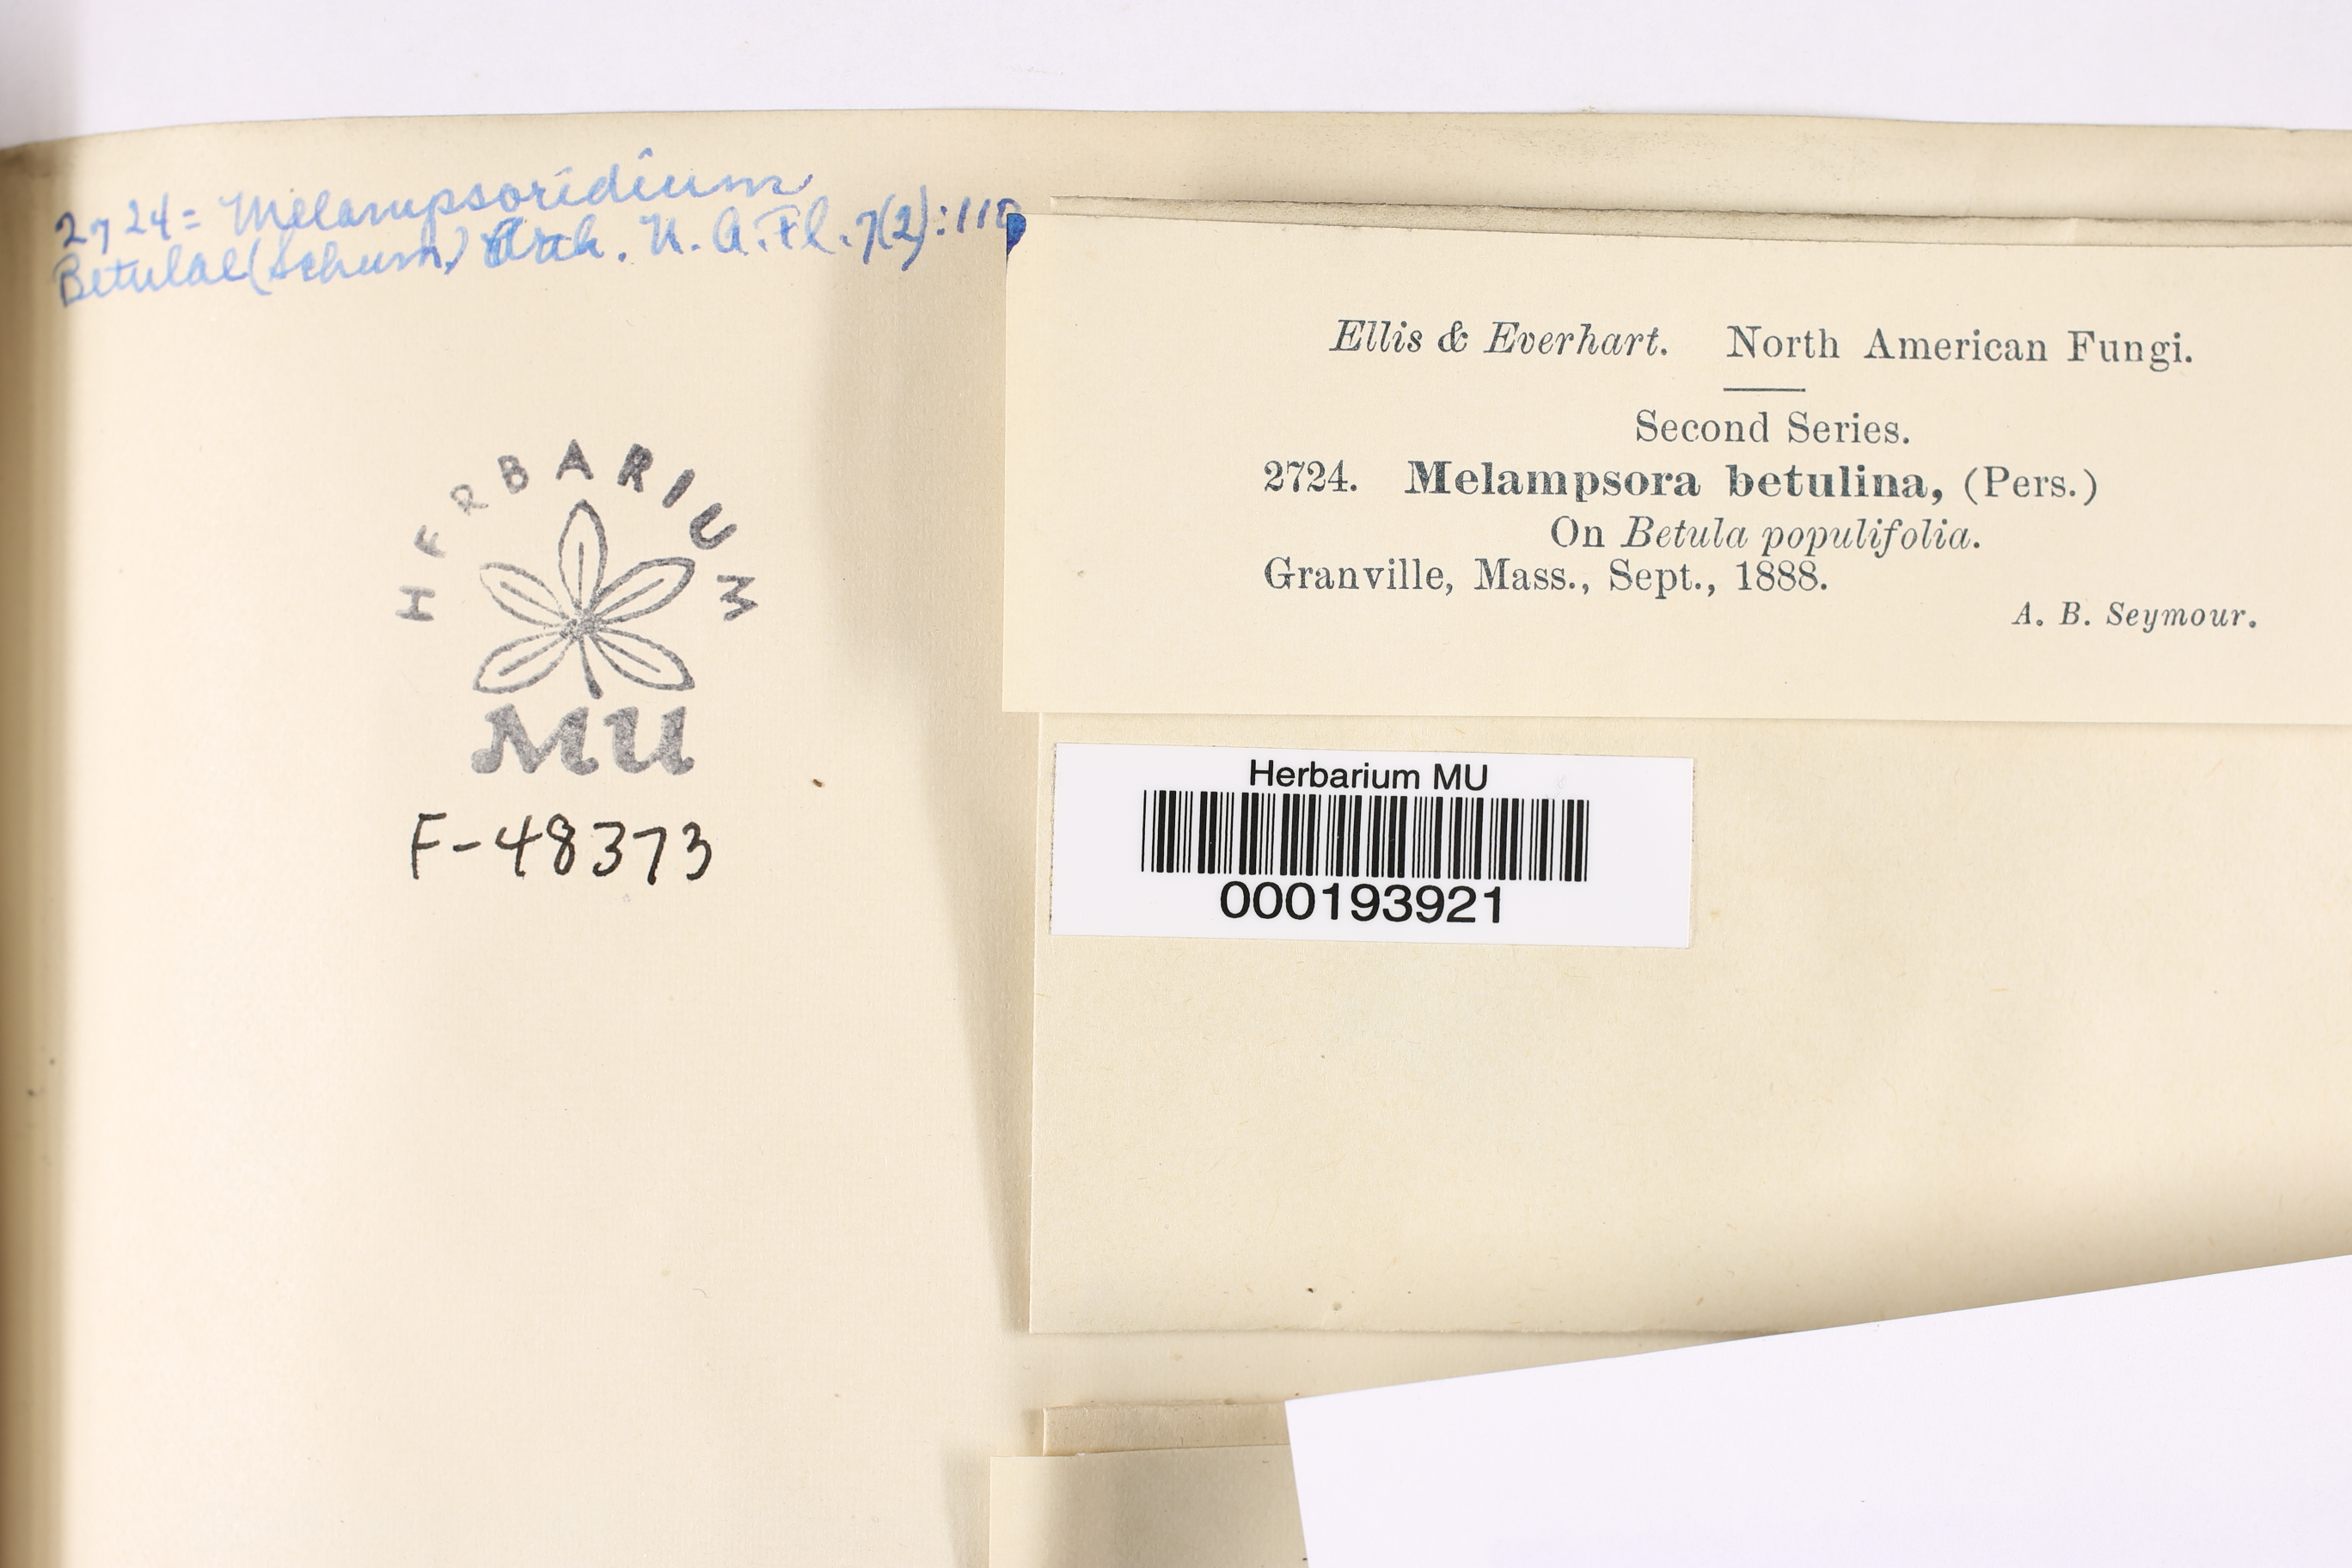 2724 = Melampsoridium
Betulae (Schum.) Arth. N. A. Fl. 7(2):110
HERBARIUM
MU
F-48373
Ellis & Everhart. North American Fungi.
Second Series.
2724. Melampsora betulina, (Pers.)
On Betula populifolia.
Granville, Mass., Sept., 1888.
A. B. Seymour.
Herbarium MU
000193921